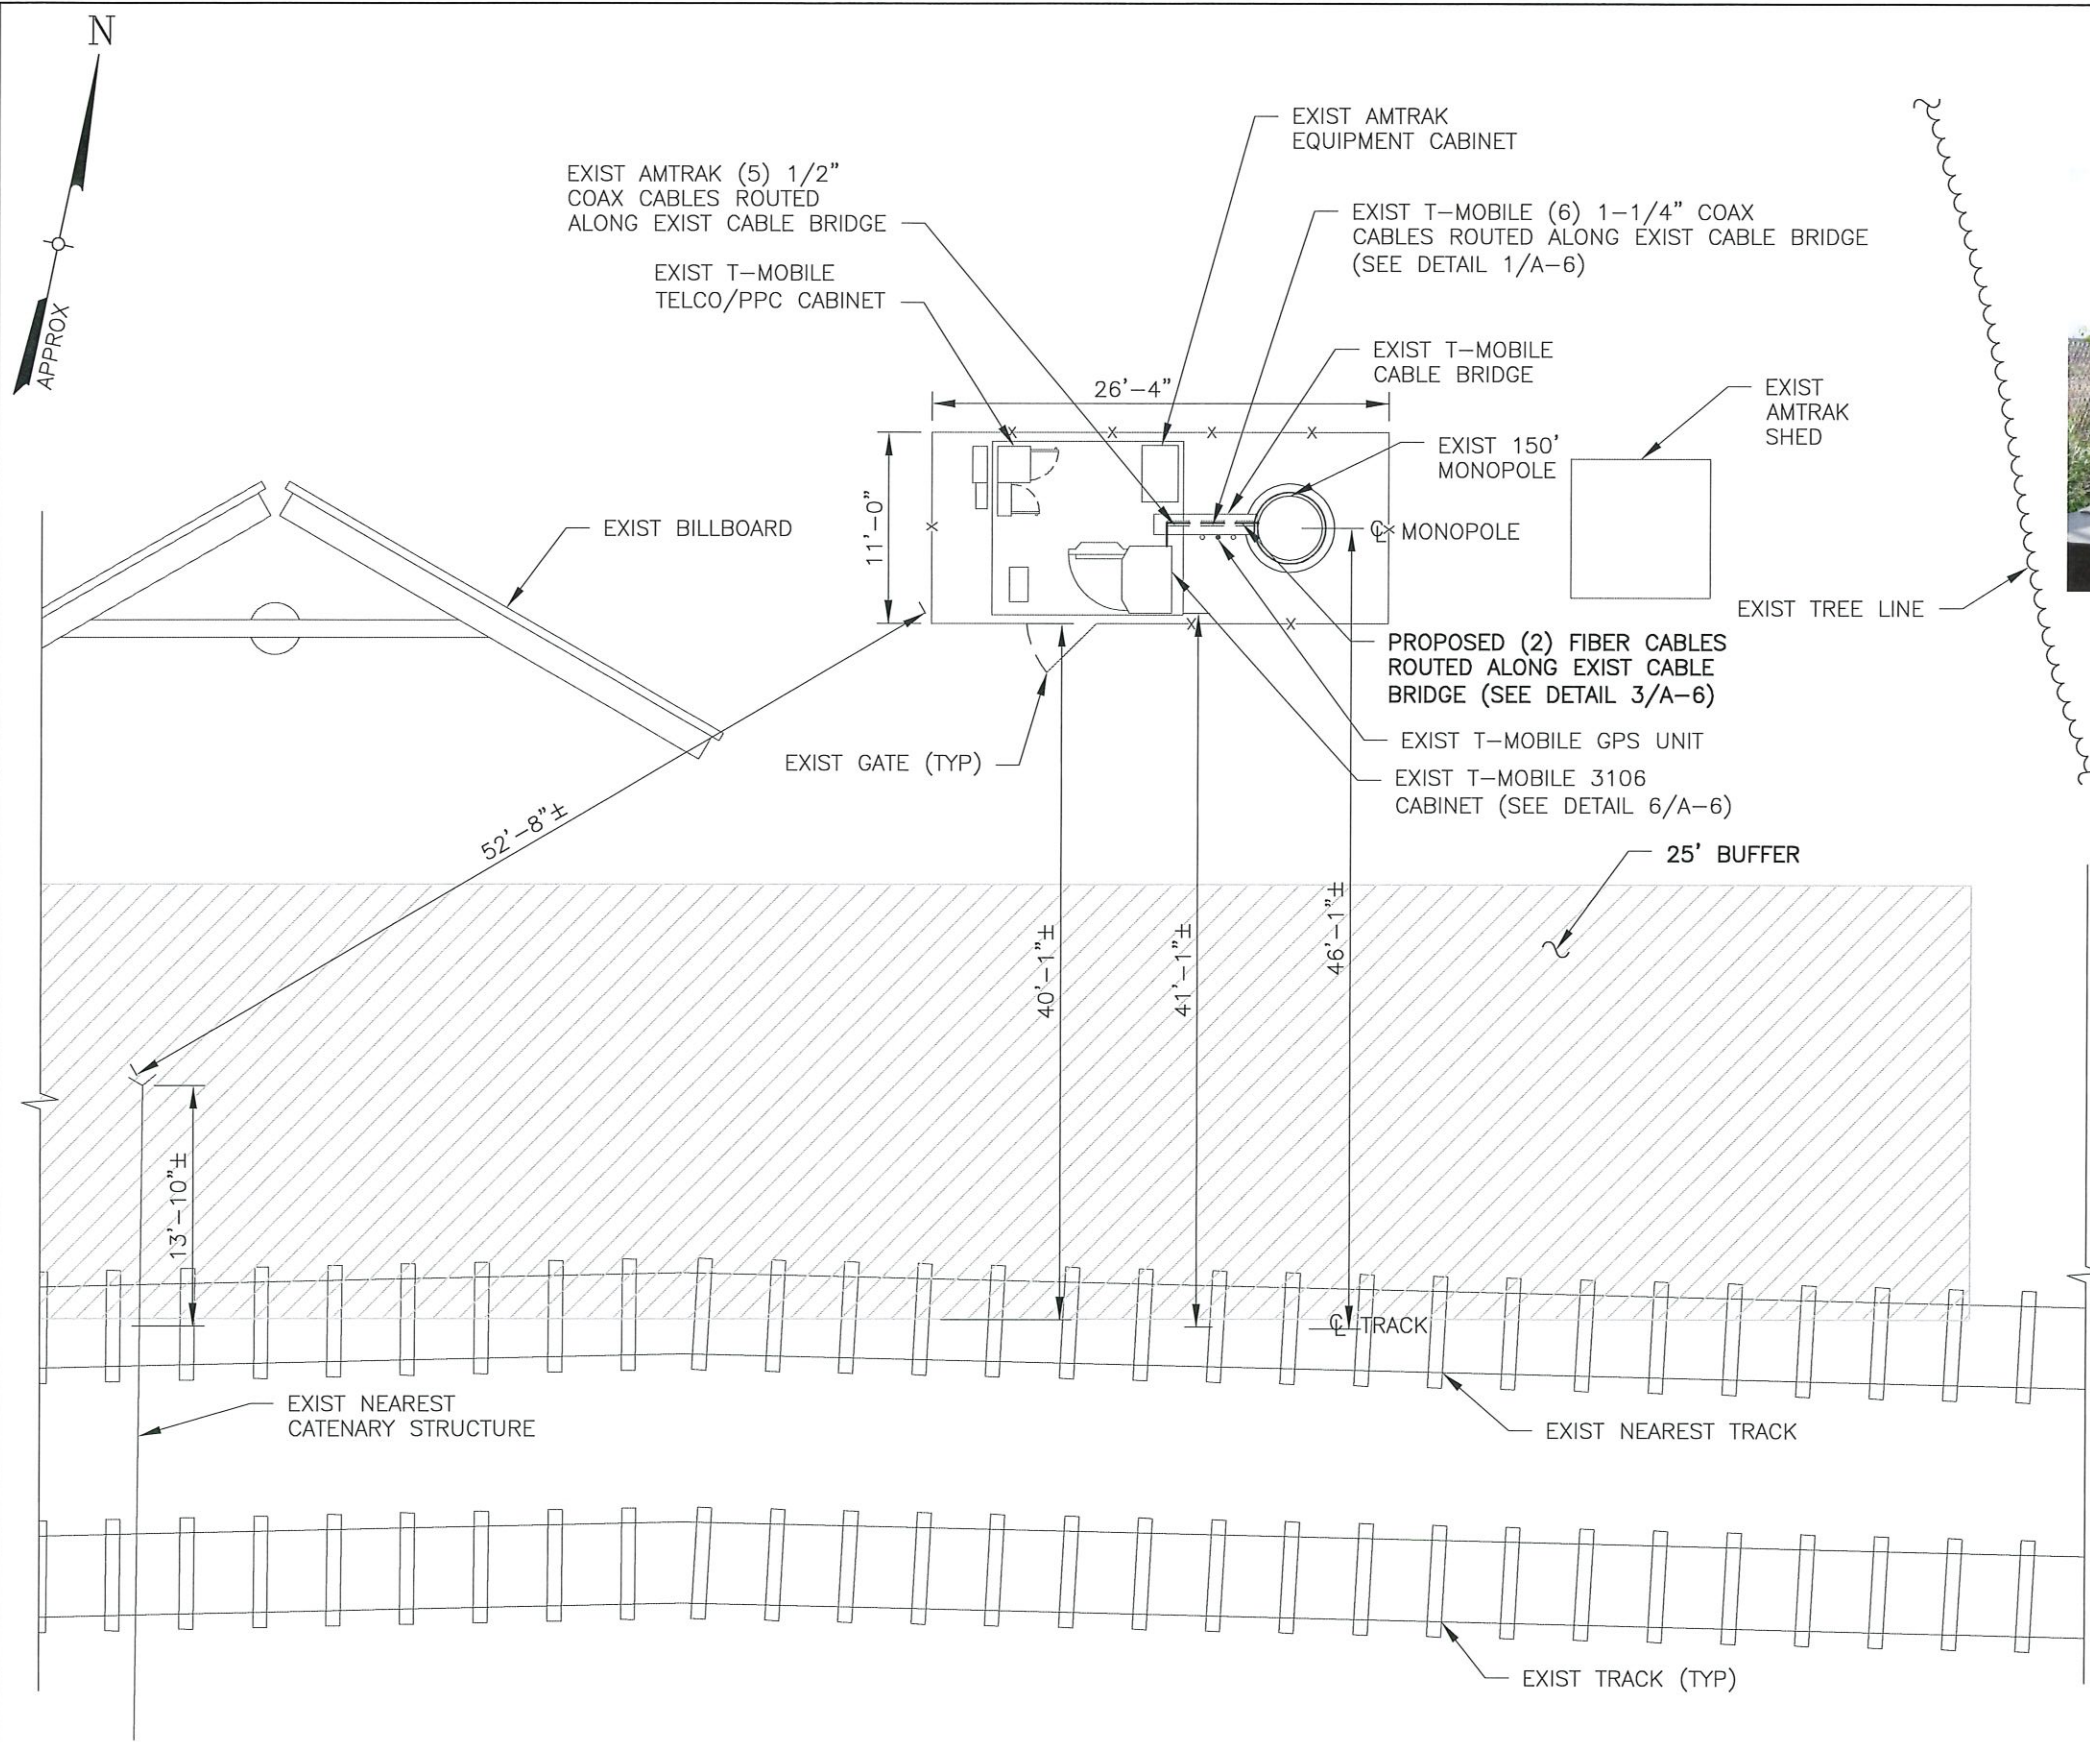 N
APPROX
EXIST AMTRAK
EQUIPMENT CABINET
EXIST AMTRAK (5) 1/2"
COAX CABLES ROUTED
ALONG EXIST CABLE BRIDGE
EXIST T-MOBILE (6) 1-1/4" COAX
CABLES ROUTED ALONG EXIST CABLE BRIDGE
(SEE DETAIL 1/A-6)
EXIST T-MOBILE
TELCO/PPC CABINET
EXIST T-MOBILE
CABLE BRIDGE
26'-4"
EXIST
AMTRAK
SHED
EXIST 150'
MONOPOLE
11'-0"
EXIST BILLBOARD
℄ MONOPOLE
EXIST TREE LINE
PROPOSED (2) FIBER CABLES
ROUTED ALONG EXIST CABLE
BRIDGE (SEE DETAIL 3/A-6)
EXIST T-MOBILE GPS UNIT
EXIST GATE (TYP)
EXIST T-MOBILE 3106
CABINET (SEE DETAIL 6/A-6)
52'-8"±
25' BUFFER
40'-1"±
41'-1"±
46'-1"±
13'-10"±
℄ TRACK
EXIST NEAREST
CATENARY STRUCTURE
EXIST NEAREST TRACK
EXIST TRACK (TYP)